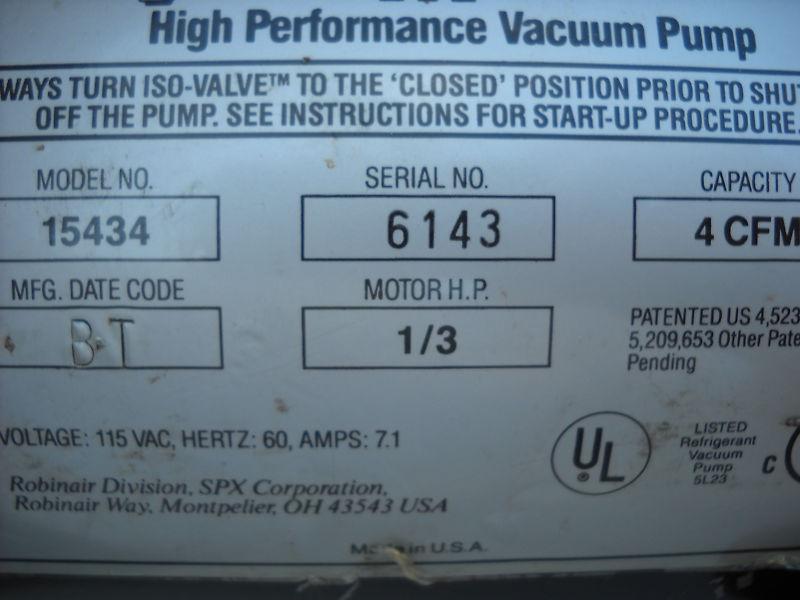 High Performance Vacuum Pump
WAYS TURN ISO-VALVE™ TO THE 'CLOSED' POSITION PRIOR TO SHUT
OFF THE PUMP. SEE INSTRUCTIONS FOR START-UP PROCEDURE.
MODEL NO. SERIAL NO. CAPACITY
15434 6143 4 CFM
MFG. DATE CODE MOTOR H.P.
B-T 1/3
PATENTED US 4,523
5,209,653 Other Pate
Pending
VOLTAGE: 115 VAC, HERTZ: 60, AMPS: 7.1
UL
LISTED
Refrigerant
Vacuum
Pump
5L23
C
Robinair Division, SPX Corporation,
Robinair Way, Montpelier, OH 43543 USA
Made in U.S.A.